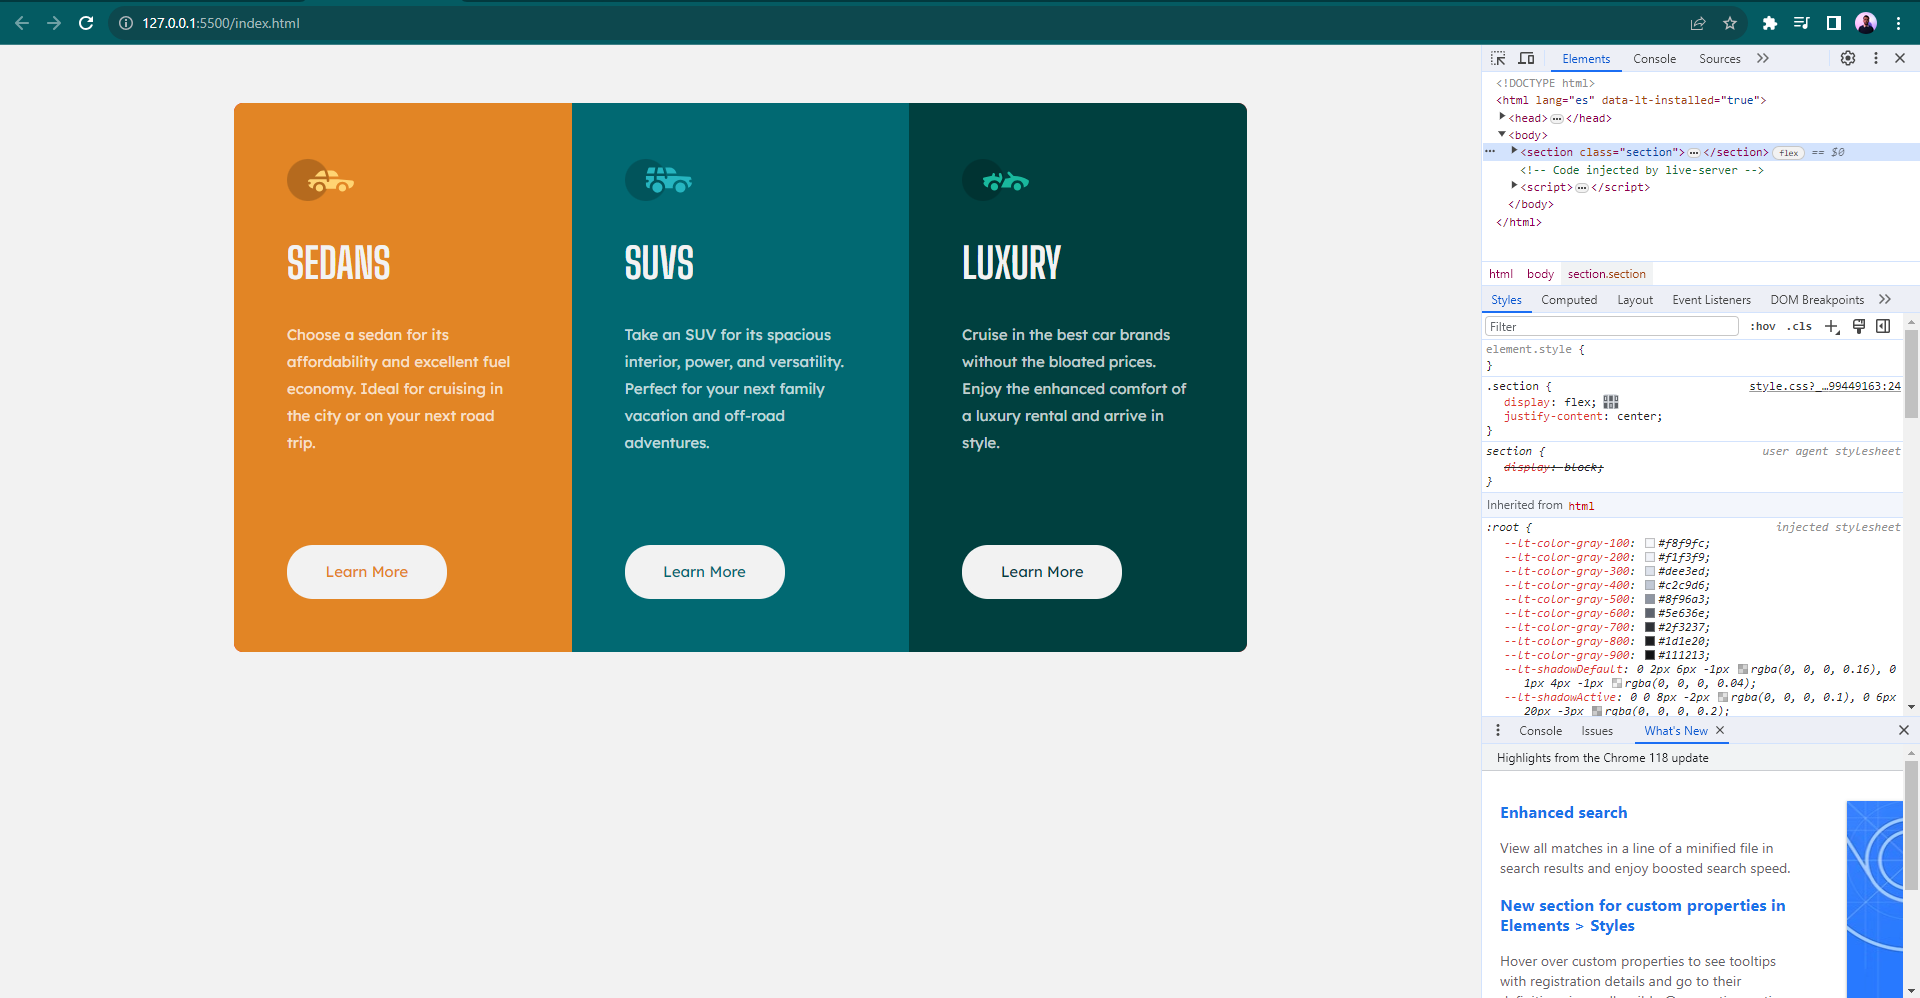 127.0.0.1:5500/index.html
SEDANS
Choose a sedan for its
affordability and excellent fuel
economy. Ideal for cruising in
the city or on your next road
trip.
Learn More
SUVS
Take an SUV for its spacious
interior, power, and versatility.
Perfect for your next family
vacation and off-road
adventures.
Learn More
LUXURY
Cruise in the best car brands
without the bloated prices.
Enjoy the enhanced comfort of
a luxury rental and arrive in
style.
Learn More
Elements Console Sources
<!DOCTYPE html>
<html lang="es" data-lt-installed="true">
<head>…</head>
<body>
<section class="section">…</section> flex == $0
<!-- Code injected by live-server -->
<script>…</script>
</body>
</html>
html body section.section
Styles Computed Layout Event Listeners DOM Breakpoints
Filter :hov .cls
element.style {
}
.section { style.css?_…99449163:24
display: flex;
justify-content: center;
}
section { user agent stylesheet
display: block;
}
Inherited from html
:root { injected stylesheet
--lt-color-gray-100: #f8f9fc;
--lt-color-gray-200: #f1f3f9;
--lt-color-gray-300: #dee3ed;
--lt-color-gray-400: #c2c9d6;
--lt-color-gray-500: #8f96a3;
--lt-color-gray-600: #5e636e;
--lt-color-gray-700: #2f3237;
--lt-color-gray-800: #1d1e20;
--lt-color-gray-900: #111213;
--lt-shadowDefault: 0 2px 6px -1px rgba(0, 0, 0, 0.16), 0
1px 4px -1px rgba(0, 0, 0, 0.04);
--lt-shadowActive: 0 0 8px -2px rgba(0, 0, 0, 0.1), 0 6px
20px -3px rgba(0, 0, 0, 0.2);
Console Issues What's New
Highlights from the Chrome 118 update
Enhanced search
View all matches in a line of a minified file in
search results and enjoy boosted search speed.
New section for custom properties in
Elements > Styles
Hover over custom properties to see tooltips
with registration details and go to their